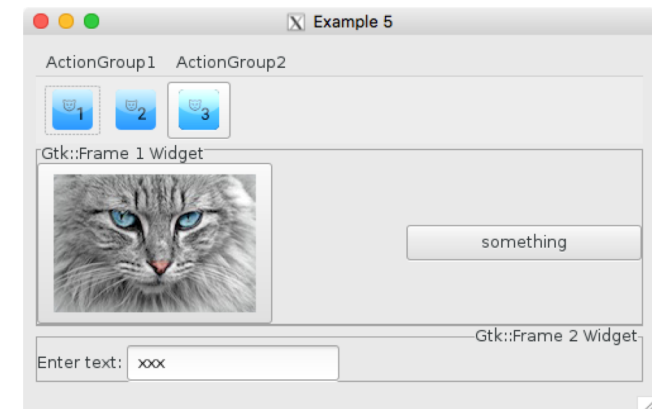 Example 5
ActionGroup1 ActionGroup2
1 2 3
Gtk::Frame 1 Widget
something
Gtk::Frame 2 Widget
Enter text: xxx